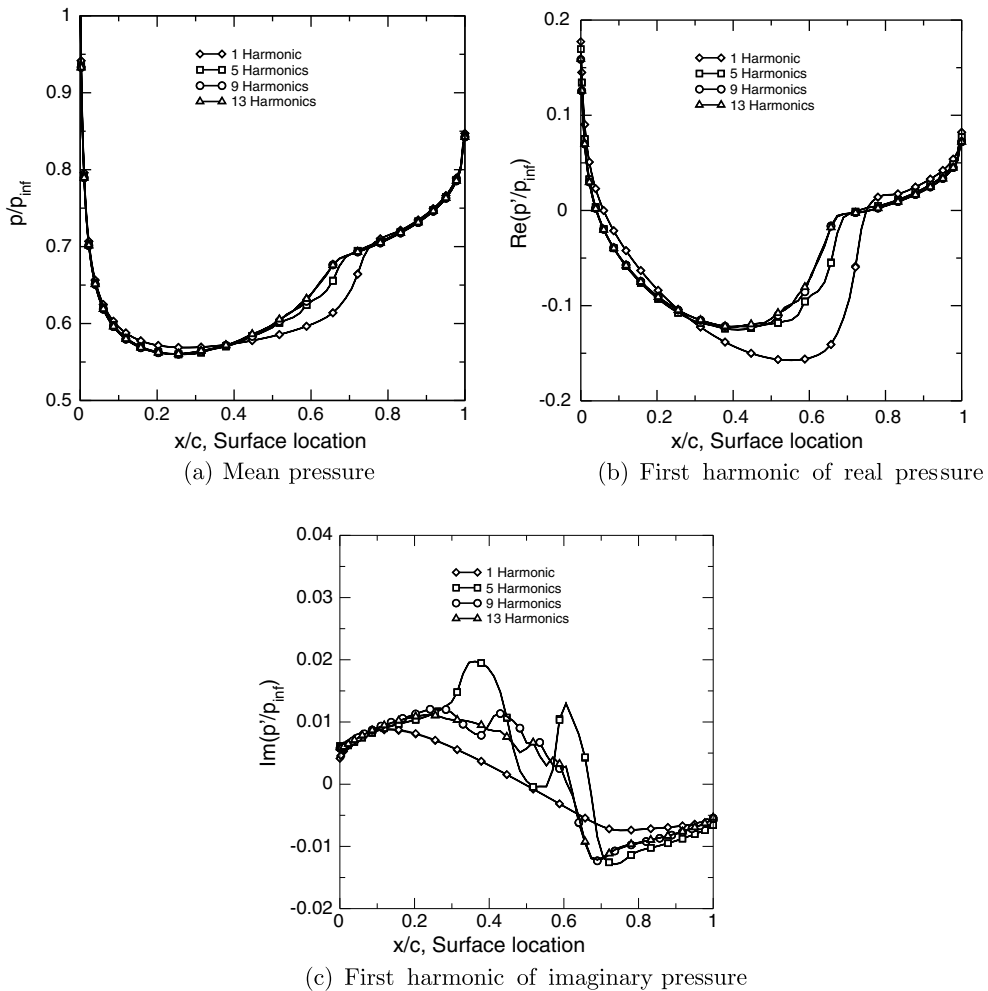 1
0.9
0.8
0.7
0.6
0.5
p/p_inf
1 Harmonic
5 Harmonics
9 Harmonics
13 Harmonics
0 0.2 0.4 0.6 0.8 1
x/c, Surface location
(a) Mean pressure
0.2
0.1
0
-0.1
-0.2
Re(p'/p_inf)
1 Harmonic
5 Harmonics
9 Harmonics
13 Harmonics
0 0.2 0.4 0.6 0.8 1
x/c, Surface location
(b) First harmonic of real pressure
0.04
0.03
0.02
0.01
0
-0.01
-0.02
Im(p'/p_inf)
1 Harmonic
5 Harmonics
9 Harmonics
13 Harmonics
0 0.2 0.4 0.6 0.8 1
x/c, Surface location
(c) First harmonic of imaginary pressure